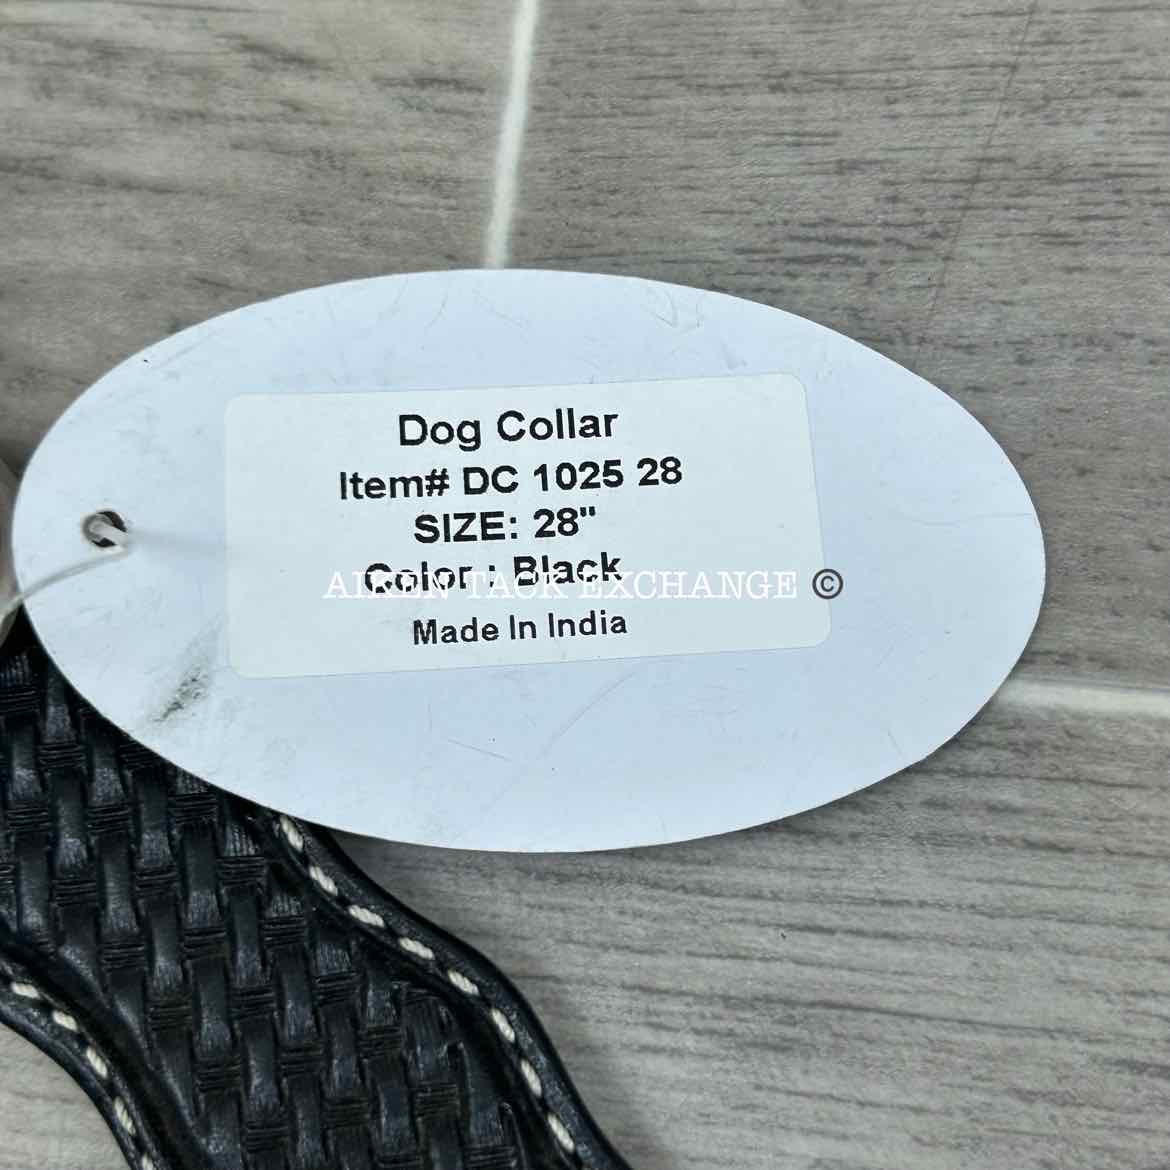 Dog Collar
Item# DC 1025 28
SIZE: 28"
Color : Black
AIKEN TACK EXCHANGE ©
Made In India